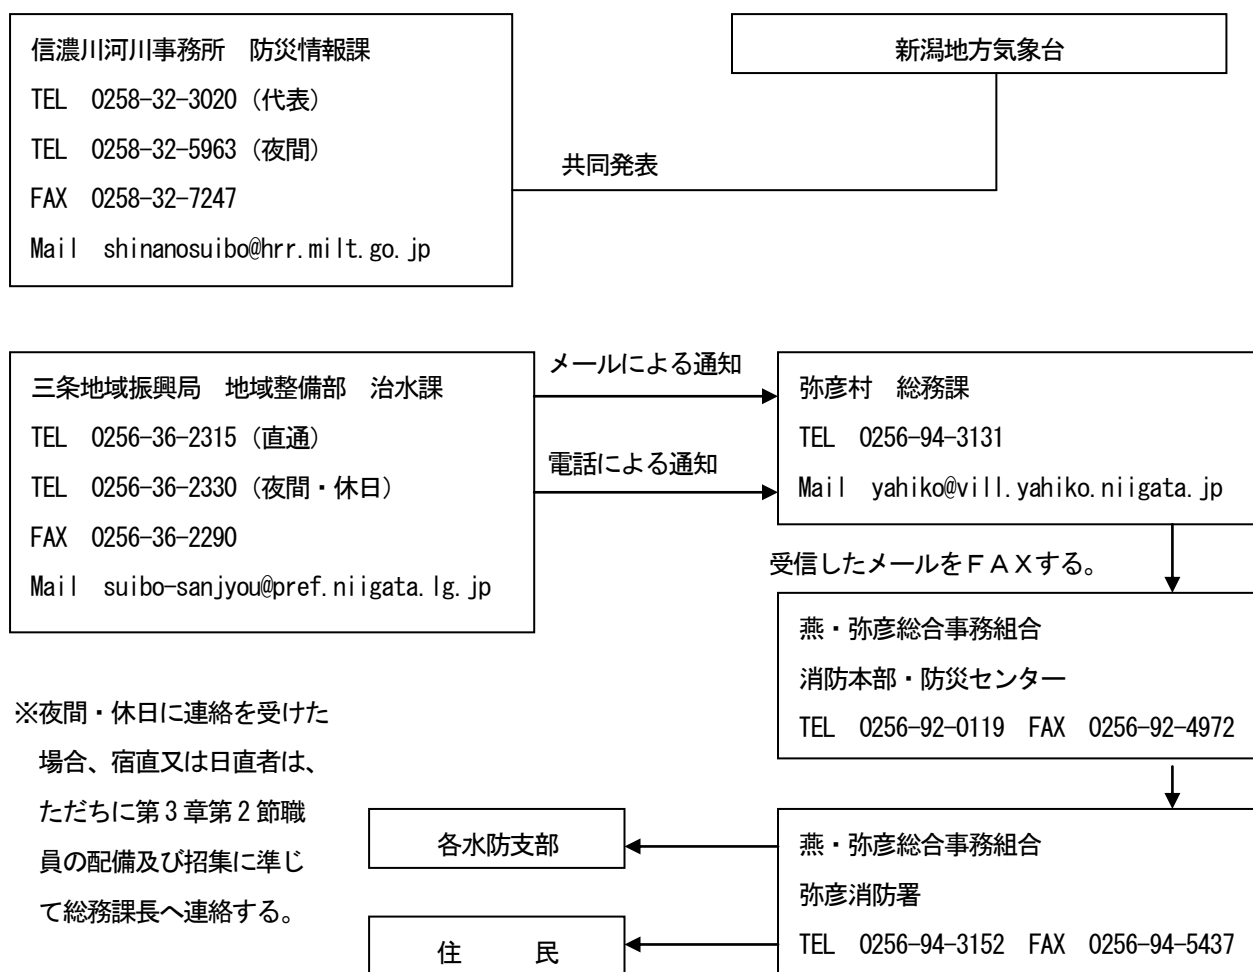 信濃川河川事務所　防災情報課
TEL　0258-32-3020（代表）
TEL　0258-32-5963（夜間）
FAX　0258-32-7247
Mail　shinanosuibo@hrr.milt.go.jp
新潟地方気象台
共同発表
三条地域振興局　地域整備部　治水課
TEL　0256-36-2315（直通）
TEL　0256-36-2330（夜間・休日）
FAX　0256-36-2290
Mail　suibo-sanjyou@pref.niigata.lg.jp
メールによる通知
電話による通知
弥彦村　総務課
TEL　0256-94-3131
Mail　yahiko@vill.yahiko.niigata.jp
受信したメールをＦＡＸする。
燕・弥彦総合事務組合
消防本部・防災センター
TEL　0256-92-0119　FAX　0256-92-4972
※夜間・休日に連絡を受けた
場合、宿直又は日直者は、
ただちに第3章第2節職
員の配備及び招集に準じ
て総務課長へ連絡する。
各水防支部
住　　　民
燕・弥彦総合事務組合
弥彦消防署
TEL　0256-94-3152　FAX　0256-94-5437